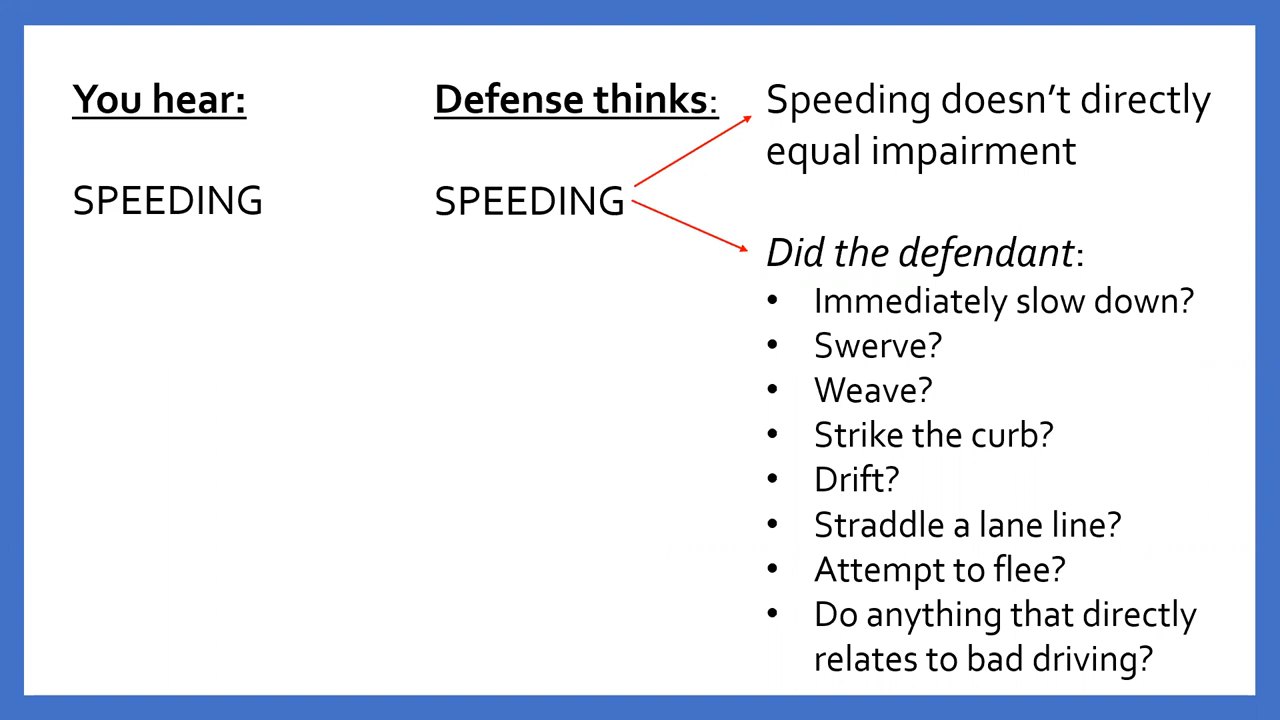 You hear:
SPEEDING
Defense thinks:
SPEEDING
Speeding doesn’t directly
equal impairment
Did the defendant:
• Immediately slow down?
• Swerve?
• Weave?
• Strike the curb?
• Drift?
• Straddle a lane line?
• Attempt to flee?
• Do anything that directly
relates to bad driving?